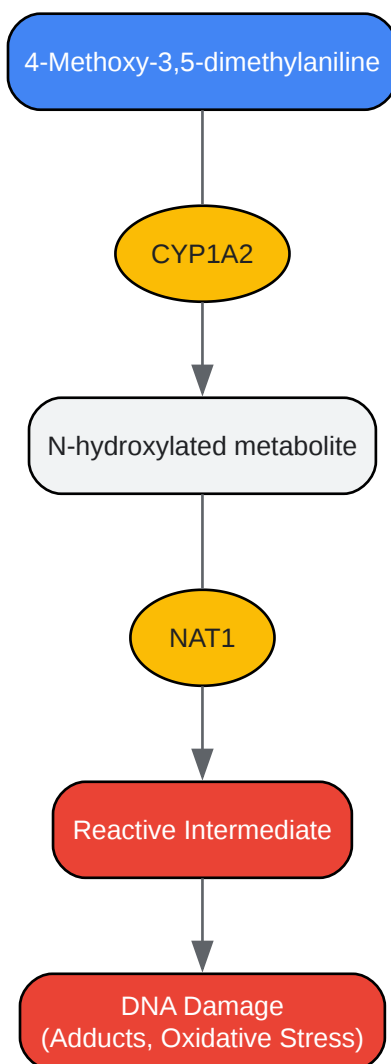 4-Methoxy-3,5-dimethylaniline
CYP1A2
N-hydroxylated metabolite
NAT1
Reactive Intermediate
DNA Damage
(Adducts, Oxidative Stress)